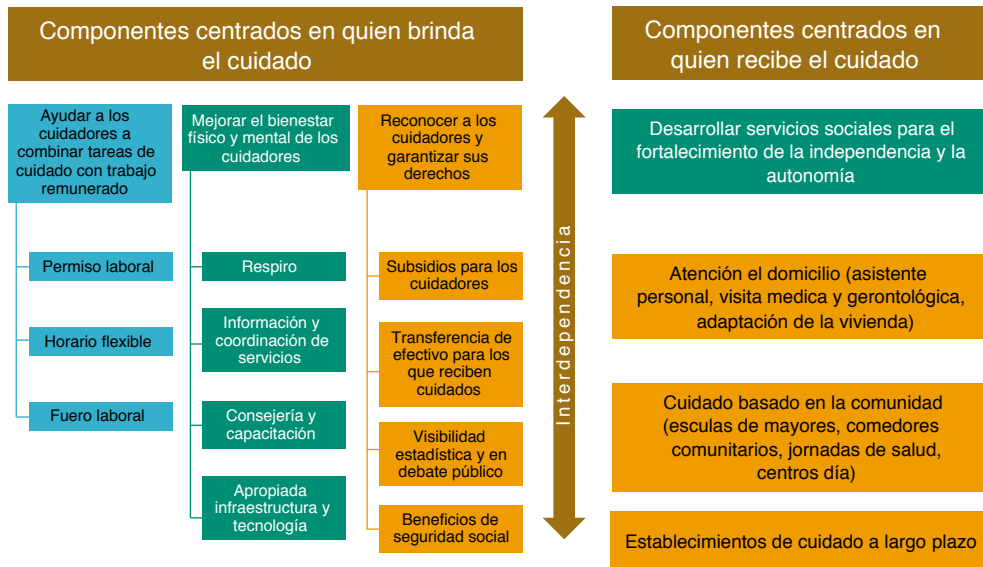 Componentes centrados en quien brinda
el cuidado
Ayudar a los
cuidadores a
combinar tareas de
cuidado con trabajo
remunerado
Permiso laboral
Horario flexible
Fuero laboral
Mejorar el bienestar
físico y mental de los
cuidadores
Respiro
Información y
coordinación de
servicios
Consejería y
capacitación
Apropiada
infraestructura y
tecnología
Reconocer a los
cuidadores y
garantizar sus
derechos
Subsidios para los
cuidadores
Transferencia de
efectivo para los
que reciben
cuidados
Visibilidad
estadística y en
debate público
Beneficios de
seguridad social
Interdependencia
Componentes centrados en
quien recibe el cuidado
Desarrollar servicios sociales para el
fortalecimiento de la independencia y la
autonomía
Atención el domicilio (asistente
personal, visita medica y gerontológica,
adaptación de la vivienda)
Cuidado basado en la comunidad
(esculas de mayores, comedores
comunitarios, jornadas de salud,
centros día)
Establecimientos de cuidado a largo plazo